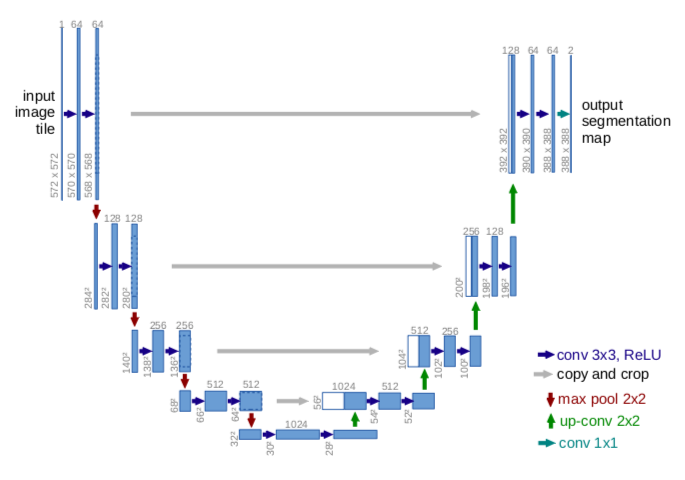 1 64 64
128 64 64 2
input
image
tile
output
segmentation
map
572 x 572
570 x 570
568 x 568
392 x 392
390 x 390
388 x 388
388 x 388
128 128
256 128
284²
282²
280²
200²
198²
196²
256 256
512 256
140²
138²
136²
104²
102²
100²
conv 3x3, ReLU
copy and crop
max pool 2x2
up-conv 2x2
conv 1x1
512 512
1024 512
68²
66²
64²
56²
54²
52²
1024
32²
30²
28²